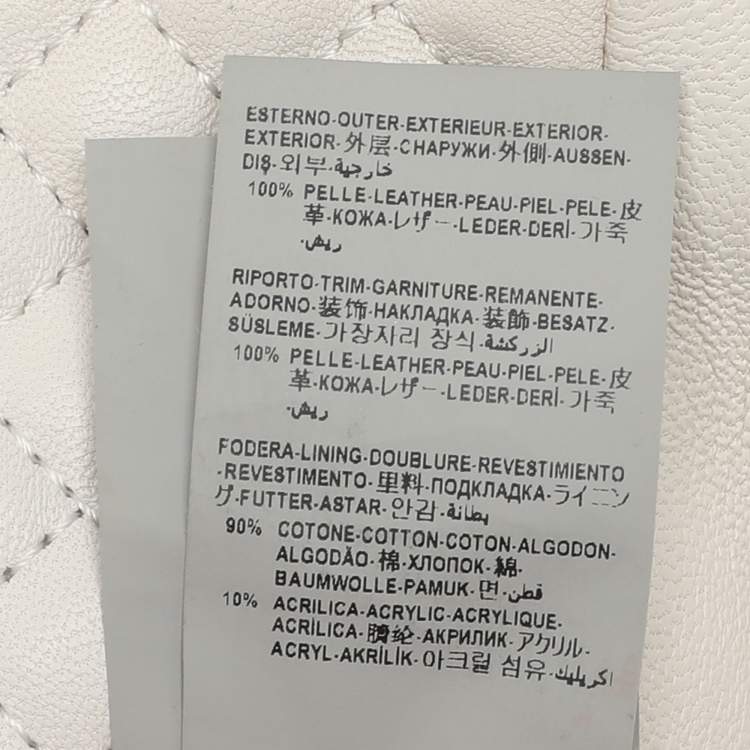 ESTERNO-OUTER-EXTERIEUR-EXTERIOR-
EXTERIOR-外层-СНАРУЖИ-外側-AUSSEN-
DIŞ-외부-خارجية-
100% PELLE-LEATHER-PEAU-PIEL-PELE-皮
革-КОЖА-レザー-LEDER-DERİ-가죽
-ريش
RIPORTO-TRIM-GARNITURE-REMANENTE-
ADORNO-装饰-НАКЛАДКА-装飾-BESATZ-
SÜSLEME-가장자리 장식-الزركشة
100% PELLE-LEATHER-PEAU-PIEL-PELE-皮
革-КОЖА-レザー-LEDER-DERİ-가죽
-ريش
FODERA-LINING-DOUBLURE-REVESTIMIENTO
-REVESTIMENTO-里料-ПОДКЛАДКА-ライニン
グ-FUTTER-ASTAR-안감-بطانة
90% COTONE-COTTON-COTON-ALGODON-
ALGODÃO-棉-ХЛОПОК-綿-
BAUMWOLLE-PAMUK-면-قطن
10% ACRILICA-ACRYLIC-ACRYLIQUE-
ACRÍLICA-腈纶-АКРИЛИК-アクリル-
ACRYL-AKRİLİK-아크릴 섬유-اكريليك